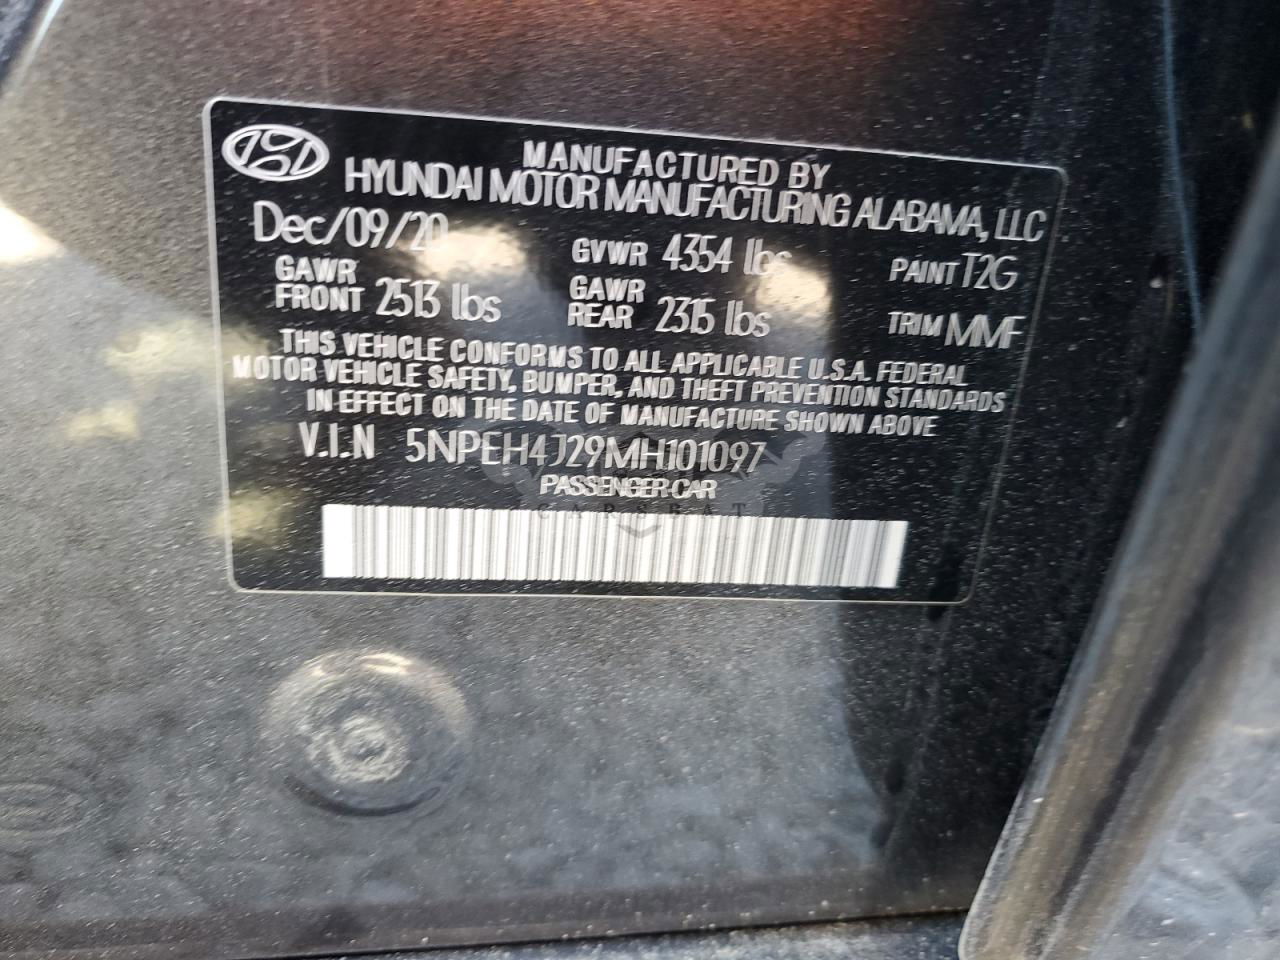 MANUFACTURED BY
HYUNDAI MOTOR MANUFACTURING ALABAMA, LLC
Dec/09/20 GVWR 4354 lbs PAINT T2G
GAWR FRONT 2513 lbs GAWR REAR 2315 lbs TRIM MMF
THIS VEHICLE CONFORMS TO ALL APPLICABLE U.S.A. FEDERAL
MOTOR VEHICLE SAFETY, BUMPER, AND THEFT PREVENTION STANDARDS
IN EFFECT ON THE DATE OF MANUFACTURE SHOWN ABOVE
V.I.N 5NPEH4J29MH101097
PASSENGER CAR
CARSBAT